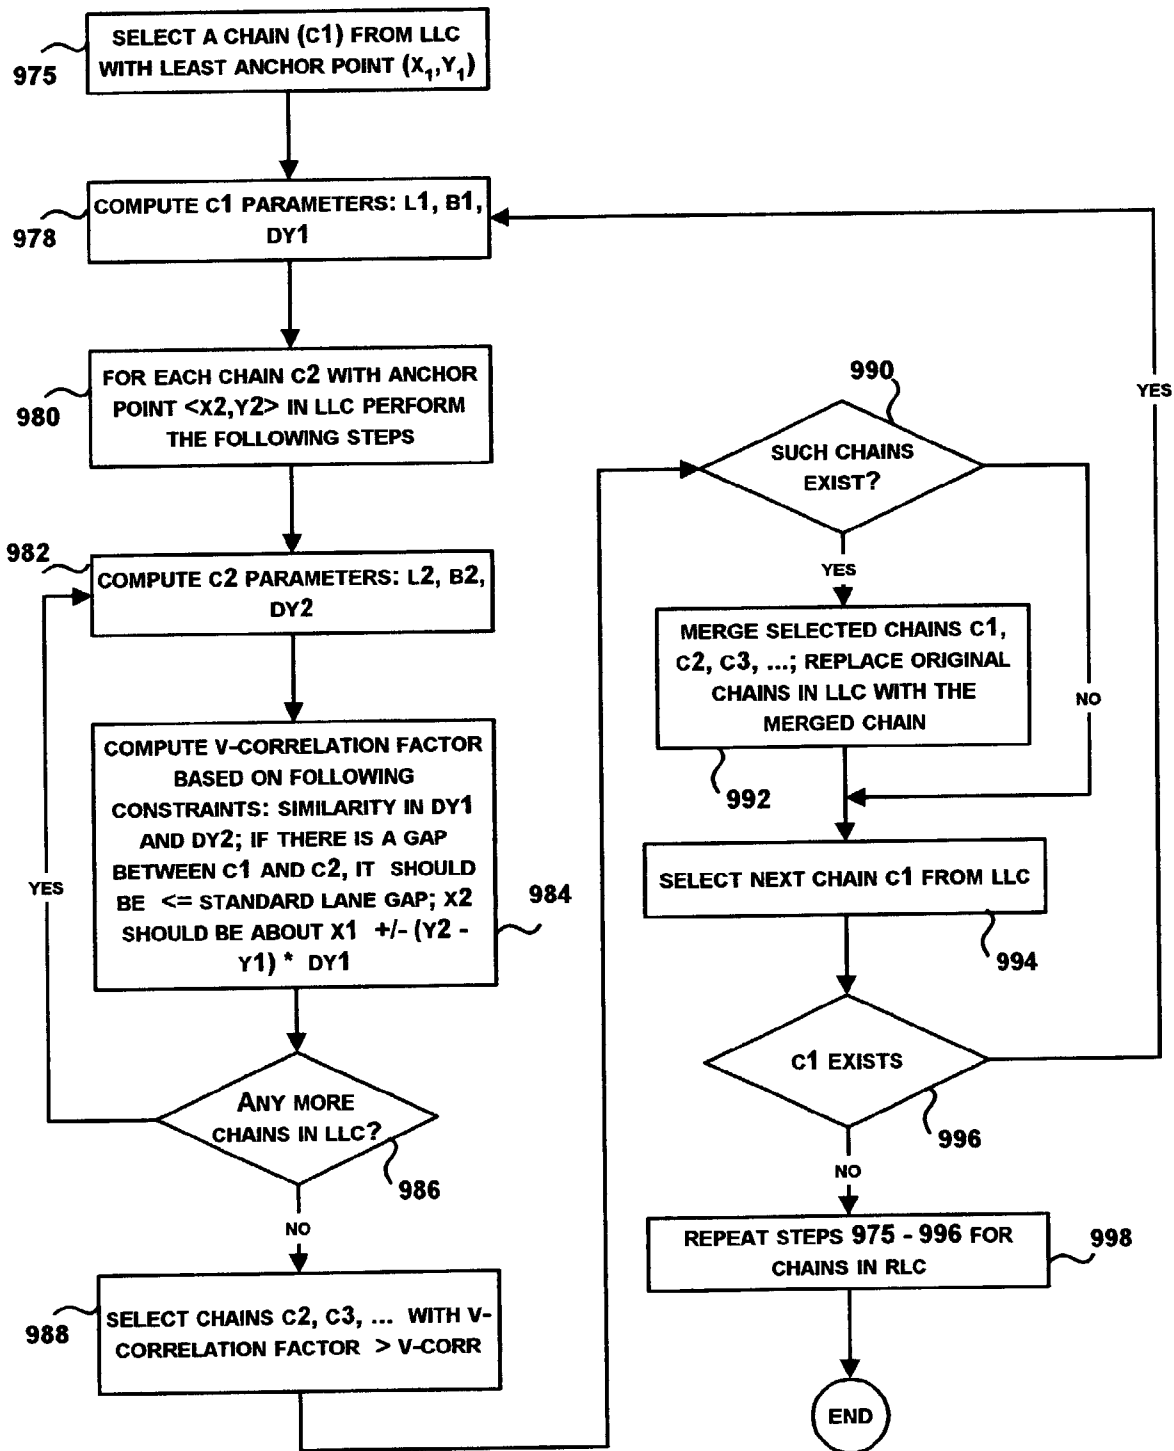 SELECT A CHAIN (C1) FROM LLC
WITH LEAST ANCHOR POINT (X1,Y1)
975
COMPUTE C1 PARAMETERS: L1, B1,
DY1
978
FOR EACH CHAIN C2 WITH ANCHOR
POINT <X2,Y2> IN LLC PERFORM
THE FOLLOWING STEPS
980
982
COMPUTE C2 PARAMETERS: L2, B2,
DY2
COMPUTE V-CORRELATION FACTOR
BASED ON FOLLOWING
CONSTRAINTS: SIMILARITY IN DY1
AND DY2; IF THERE IS A GAP
BETWEEN C1 AND C2, IT SHOULD
BE <= STANDARD LANE GAP; X2
SHOULD BE ABOUT X1 +/- (Y2 -
Y1) * DY1
984
YES
ANY MORE
CHAINS IN LLC?
986
NO
SELECT CHAINS C2, C3, ... WITH V-
CORRELATION FACTOR > V-CORR
988
990
SUCH CHAINS
EXIST?
YES
NO
MERGE SELECTED CHAINS C1,
C2, C3, ...; REPLACE ORIGINAL
CHAINS IN LLC WITH THE
MERGED CHAIN
992
SELECT NEXT CHAIN C1 FROM LLC
994
C1 EXISTS
996
YES
NO
REPEAT STEPS 975 - 996 FOR
CHAINS IN RLC
998
END